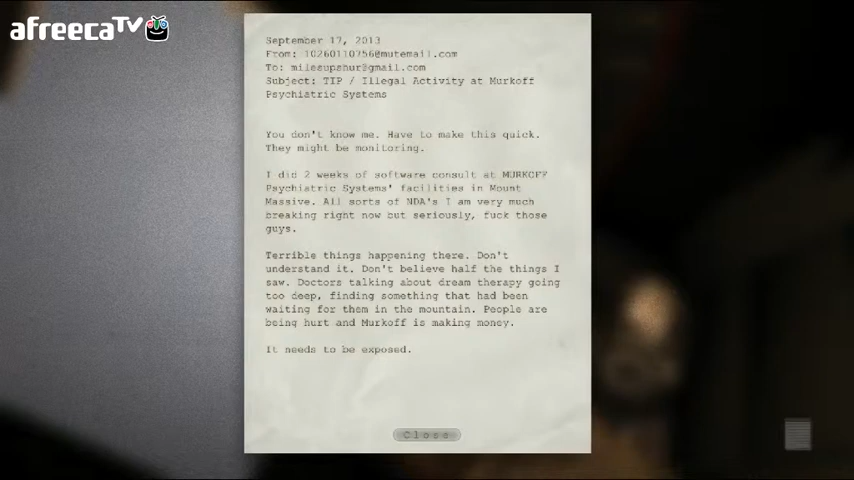 afreecaTV
September 17, 2013
From: 10260110756@mutemail.com
To: milesupshur@gmail.com
Subject: TIP / Illegal Activity at Murkoff
Psychiatric Systems
You don't know me. Have to make this quick.
They might be monitoring.
I did 2 weeks of software consult at MURKOFF
Psychiatric Systems' facilities in Mount
Massive. All sorts of NDA's I am very much
breaking right now but seriously, fuck those
guys.
Terrible things happening there. Don't
understand it. Don't believe half the things I
saw. Doctors talking about dream therapy going
too deep, finding something that had been
waiting for them in the mountain. People are
being hurt and Murkoff is making money.
It needs to be exposed.
Close